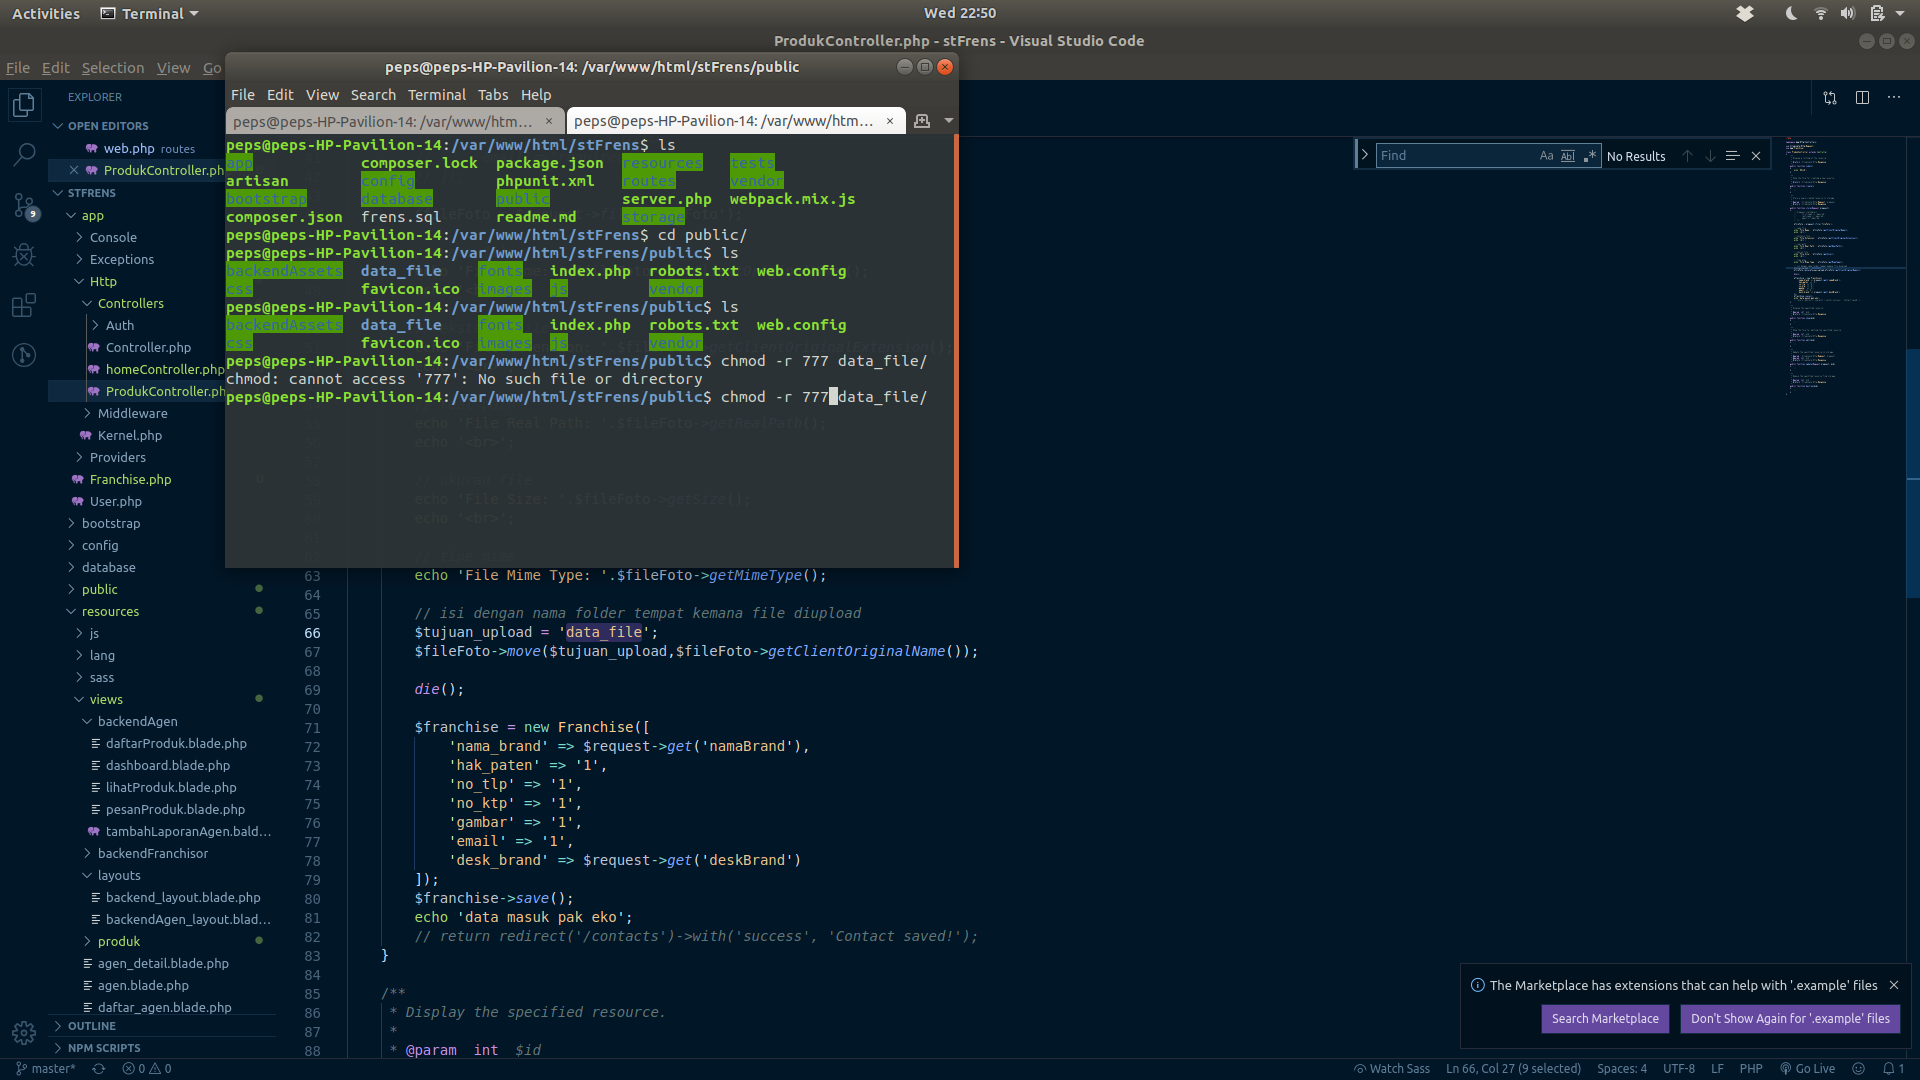 Activities Terminal Wed 22:50
ProdukController.php - stFrens - Visual Studio Code
File Edit Selection View Go
peps@peps-HP-Pavilion-14: /var/www/html/stFrens/public
File Edit View Search Terminal Tabs Help
peps@peps-HP-Pavilion-14: /var/www/htm... × peps@peps-HP-Pavilion-14: /var/www/htm... ×
peps@peps-HP-Pavilion-14:/var/www/html/stFrens$ ls
app composer.lock package.json resources tests
artisan config phpunit.xml routes vendor
bootstrap database public server.php webpack.mix.js
composer.json frens.sql readme.md storage
peps@peps-HP-Pavilion-14:/var/www/html/stFrens$ cd public/
peps@peps-HP-Pavilion-14:/var/www/html/stFrens/public$ ls
backendAssets data_file fonts index.php robots.txt web.config
css favicon.ico images js vendor
peps@peps-HP-Pavilion-14:/var/www/html/stFrens/public$ ls
backendAssets data_file fonts index.php robots.txt web.config
css favicon.ico images js vendor
peps@peps-HP-Pavilion-14:/var/www/html/stFrens/public$ chmod -r 777 data_file/
chmod: cannot access '777': No such file or directory
peps@peps-HP-Pavilion-14:/var/www/html/stFrens/public$ chmod -r 777 data_file/
echo 'File Real Path: '.$fileFoto->getRealPath();
echo '<br>';
echo 'File Size: '.$fileFoto->getSize();
echo '<br>';
EXPLORER
OPEN EDITORS
web.php routes
ProdukController.ph
STFRENS
9
app
Console
Exceptions
Http
Controllers
Auth
Controller.php
homeController.php
ProdukController.ph
Middleware
Kernel.php
Providers
Franchise.php
User.php
bootstrap
config
database
public
resources
js
lang
sass
views
backendAgen
daftarProduk.blade.php
dashboard.blade.php
lihatProduk.blade.php
pesanProduk.blade.php
tambahLaporanAgen.bald...
backendFranchisor
layouts
backend_layout.blade.php
backendAgen_layout.blad...
produk
agen_detail.blade.php
agen.blade.php
daftar_agen.blade.php
OUTLINE
NPM SCRIPTS
Find Aa Abl .* No Results
63 echo 'File Mime Type: '.$fileFoto->getMimeType();
64
65 // isi dengan nama folder tempat kemana file diupload
66 $tujuan_upload = 'data_file';
67 $fileFoto->move($tujuan_upload,$fileFoto->getClientOriginalName());
68
69 die();
70
71 $franchise = new Franchise([
72 'nama_brand' => $request->get('namaBrand'),
73 'hak_paten' => '1',
74 'no_tlp' => '1',
75 'no_ktp' => '1',
76 'gambar' => '1',
77 'email' => '1',
78 'desk_brand' => $request->get('deskBrand')
79 ]);
80 $franchise->save();
81 echo 'data masuk pak eko';
82 // return redirect('/contacts')->with('success', 'Contact saved!');
83 }
84
85 /**
86 * Display the specified resource.
87 *
88 * @param int $id
The Marketplace has extensions that can help with '.example' files
Search Marketplace Don't Show Again for '.example' files
master* 0 0 Watch Sass Ln 66, Col 27 (9 selected) Spaces: 4 UTF-8 LF PHP Go Live 1